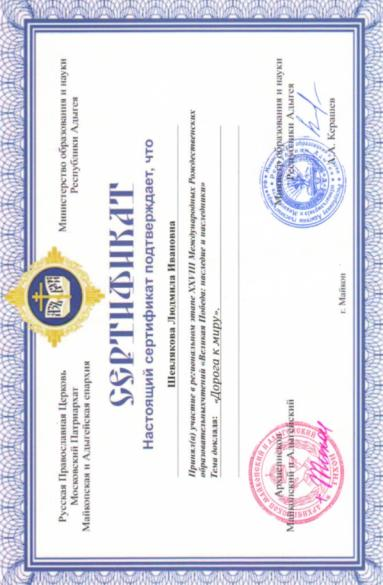 Русская Православная Церковь
Московский Патриархат
Майкопская и Адыгейская епархия
Министерство образования и науки
Республики Адыгея
СЕРТИФИКАТ
Настоящий сертификат подтверждает, что
Шевлякова Людмила Ивановна
Принял(а) участие в региональном этапе XXVIII Международных Рождественских
образовательныхчтений «Великая Победа: наследие и наследники»
Тема доклада: «Дорога к миру».
Архиепископ
Майкопский и Адыгейский
Тихон
Министр образования и науки
Республики Адыгея
А.А. Керашев
г. Майкоп